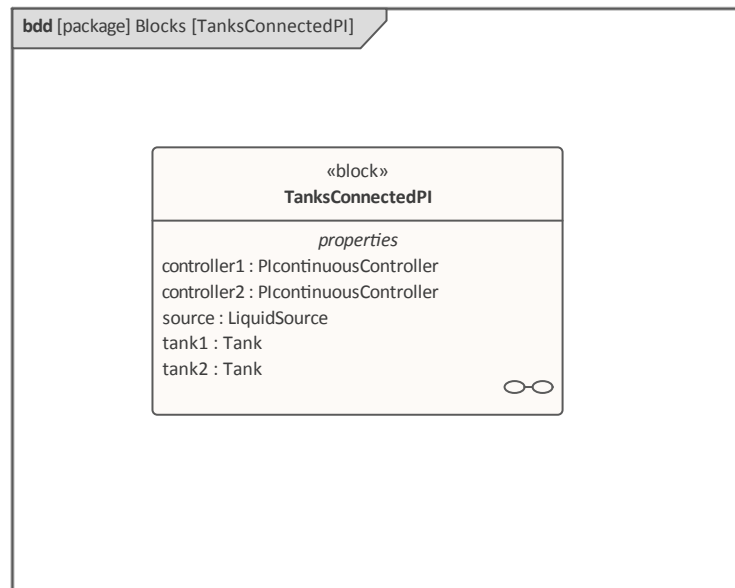 bdd [package] Blocks [TanksConnectedPI]
«block»
TanksConnectedPI
properties
controller1 : PIcontinuousController
controller2 : PIcontinuousController
source : LiquidSource
tank1 : Tank
tank2 : Tank